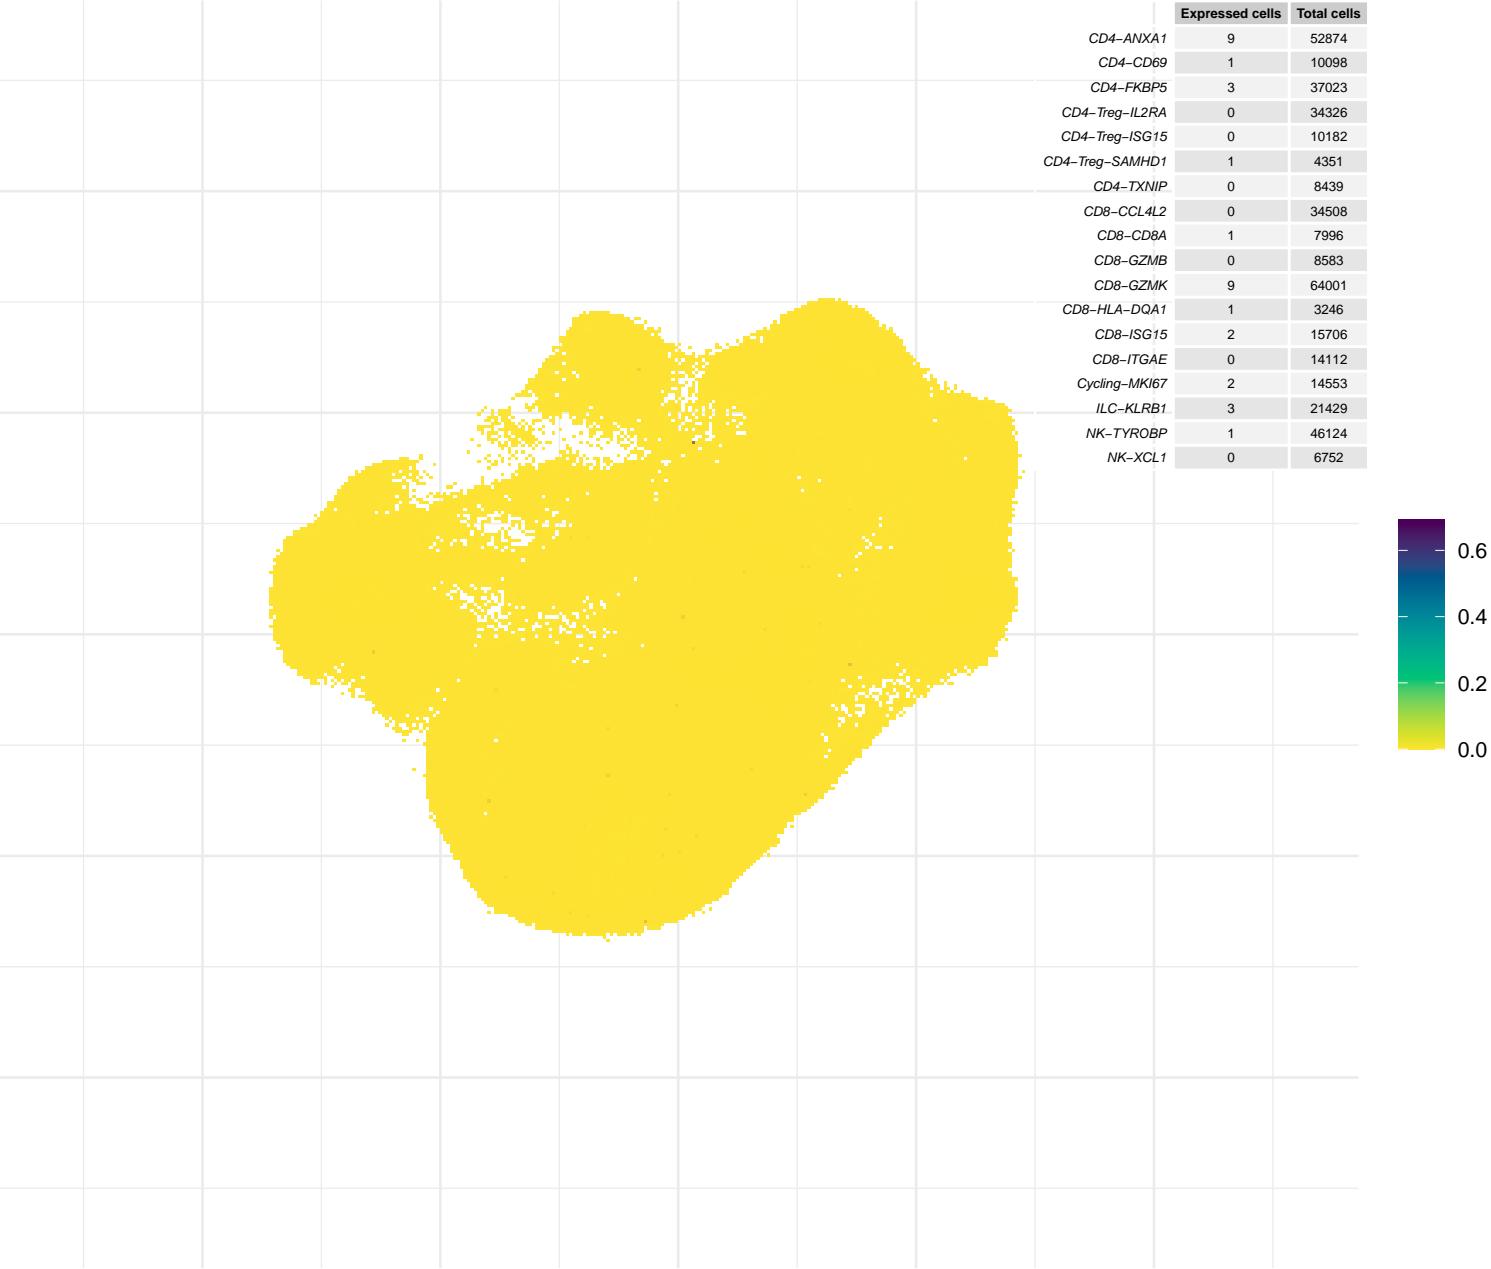 Expressed cells Total cells
CD4−ANXA1 9 52874
CD4−CD69 1 10098
CD4−FKBP5 3 37023
CD4−Treg−IL2RA 0 34326
CD4−Treg−ISG15 0 10182
CD4−Treg−SAMHD1 1 4351
CD4−TXNIP 0 8439
CD8−CCL4L2 0 34508
CD8−CD8A 1 7996
CD8−GZMB 0 8583
CD8−GZMK 9 64001
CD8−HLA−DQA1 1 3246
CD8−ISG15 2 15706
CD8−ITGAE 0 14112
Cycling−MKI67 2 14553
ILC−KLRB1 3 21429
NK−TYROBP 1 46124
NK−XCL1 0 6752
0.6
0.4
0.2
0.0